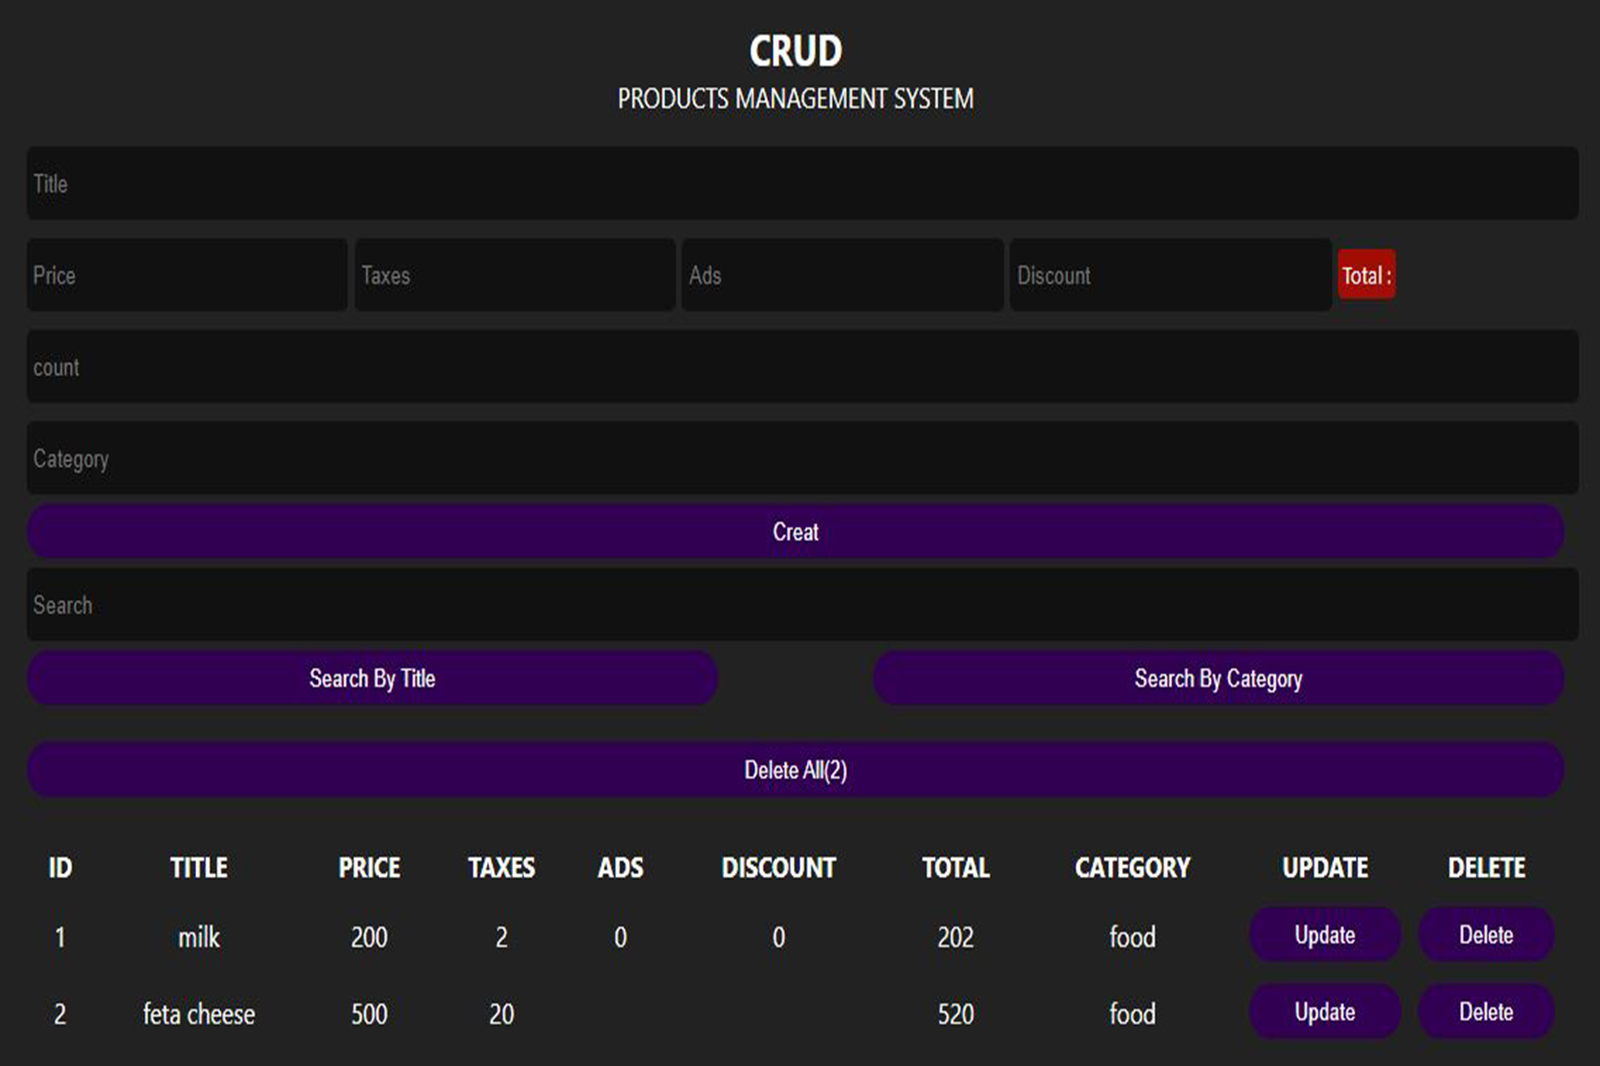 CRUD
PRODUCTS MANAGEMENT SYSTEM
Title
Price Taxes Ads Discount Total :
count
Category
Creat
Search
Search By Title Search By Category
Delete All(2)
ID TITLE PRICE TAXES ADS DISCOUNT TOTAL CATEGORY UPDATE DELETE
1 milk 200 2 0 0 202 food Update Delete
2 feta cheese 500 20 520 food Update Delete